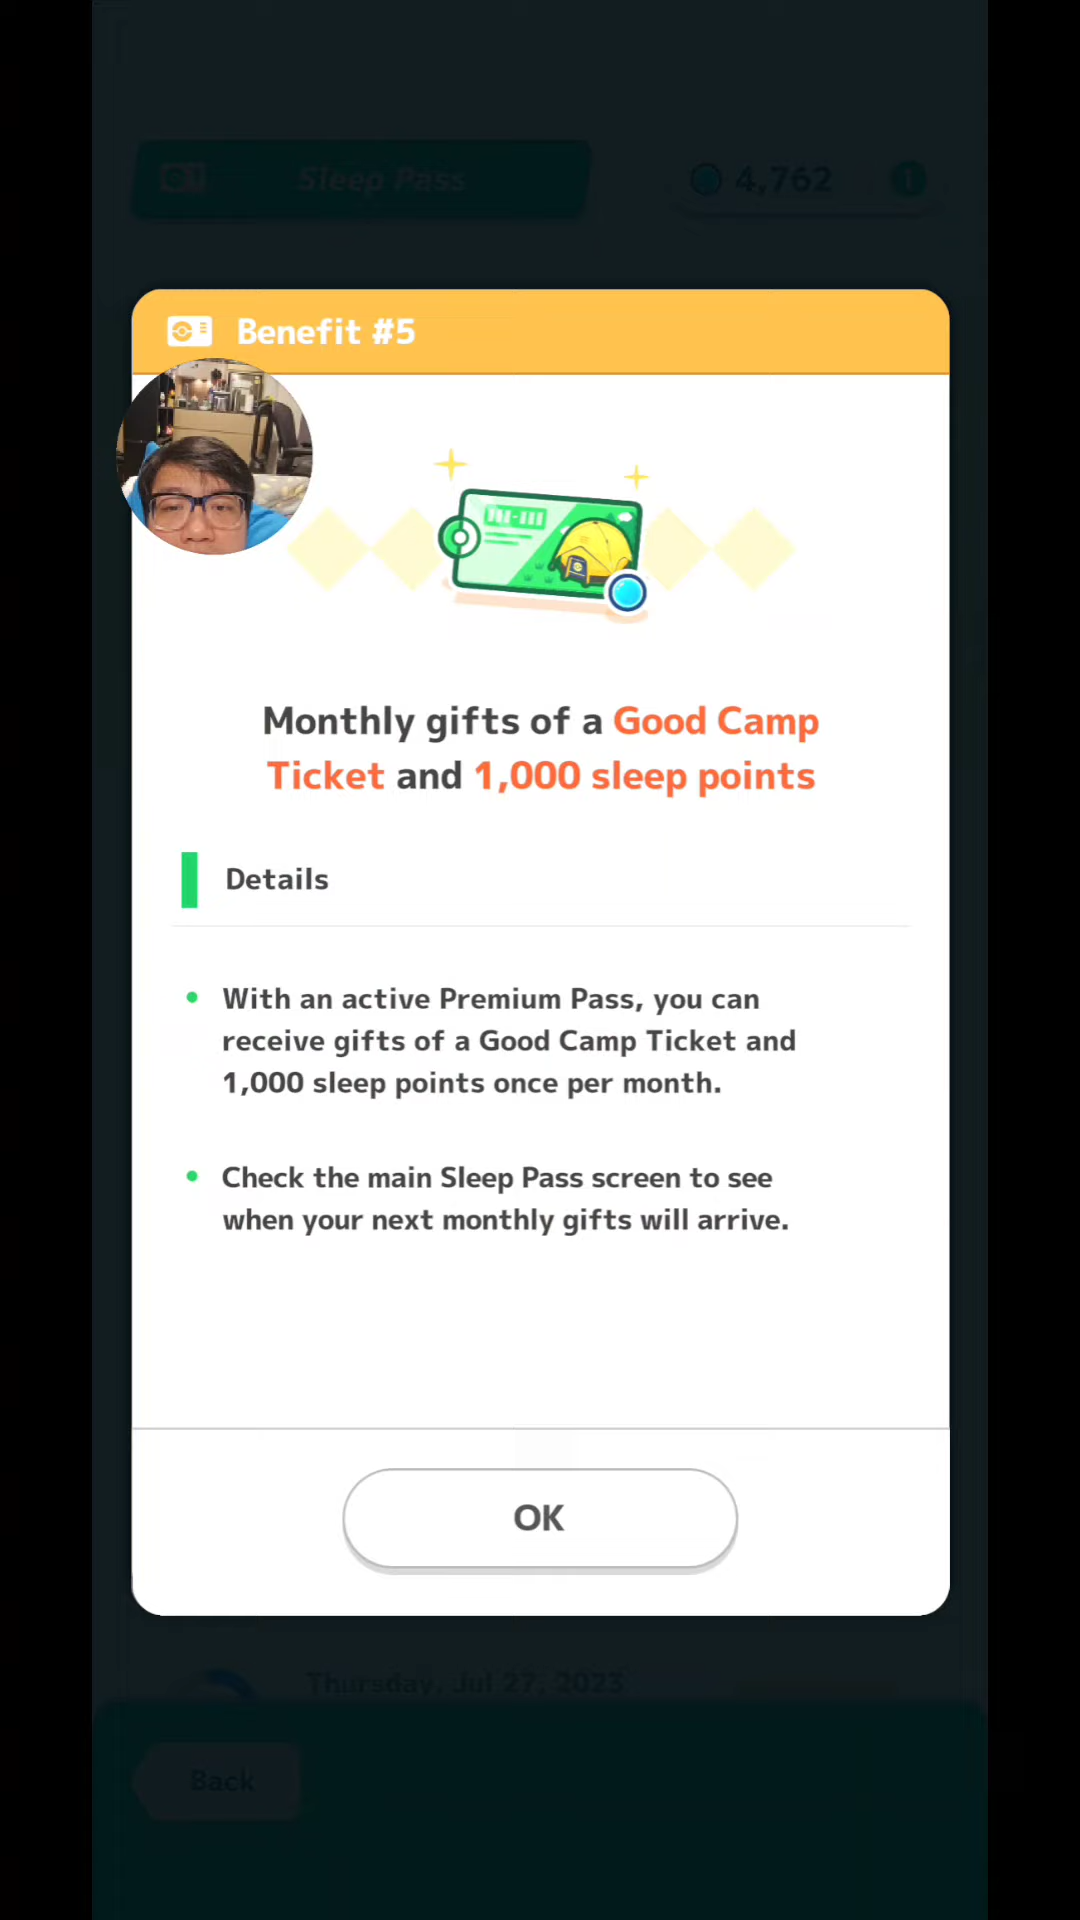 Sleep Pass
4,762
Benefit #5
Monthly gifts of a Good Camp
Ticket and 1,000 sleep points
Details
• With an active Premium Pass, you can
receive gifts of a Good Camp Ticket and
1,000 sleep points once per month.
• Check the main Sleep Pass screen to see
when your next monthly gifts will arrive.
OK
Thursday, Jul 27, 2023
Back